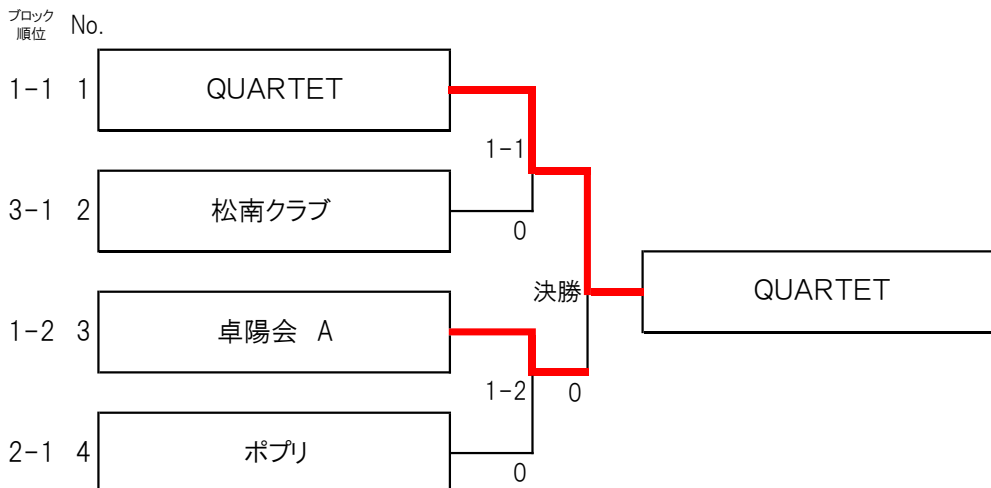 ブロック
順位 No.
1-1 1 QUARTET
1-1
3-1 2 松南クラブ
0
決勝 QUARTET
1-2 3 卓陽会 A
1-2 0
2-1 4 ポプリ
0